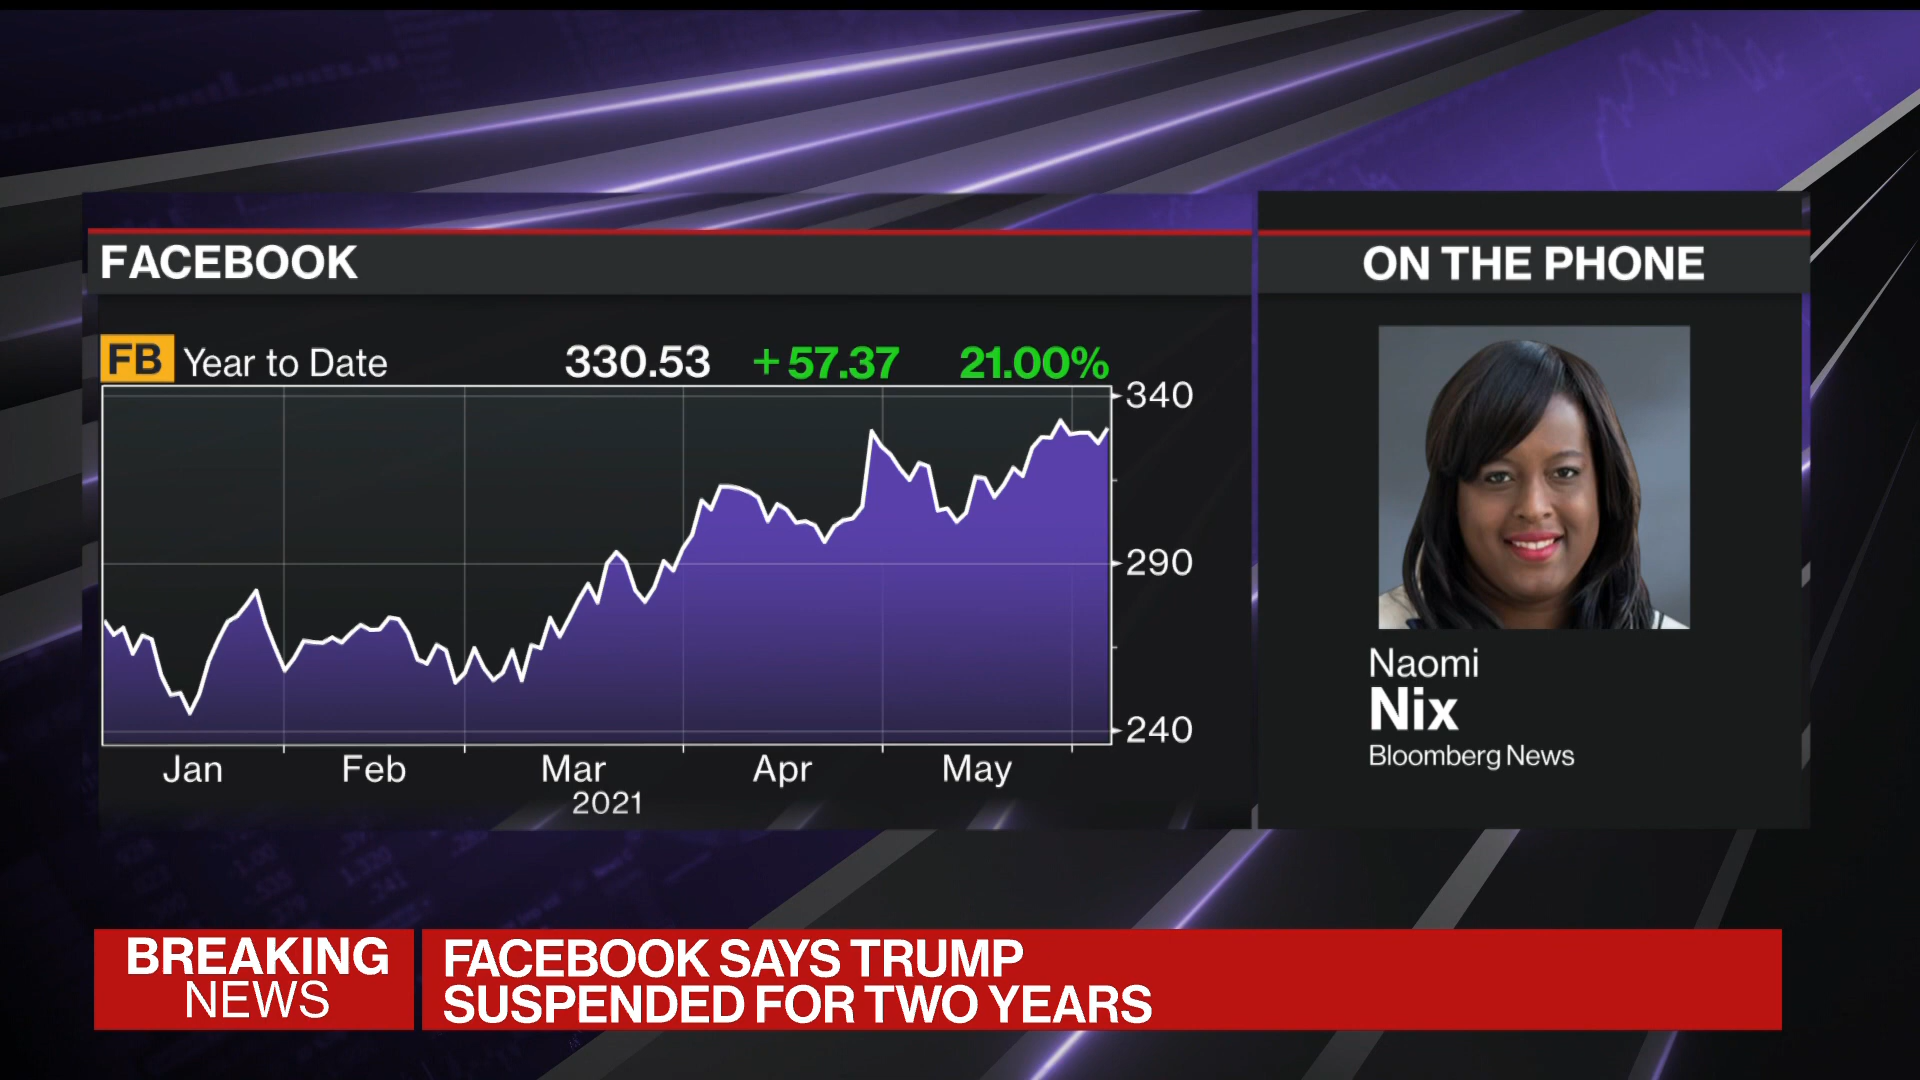 FACEBOOK
FB Year to Date 330.53 +57.37 21.00%
340
290
240
Jan Feb Mar Apr May
2021
ON THE PHONE
Naomi
Nix
Bloomberg News
BREAKING
NEWS
FACEBOOK SAYS TRUMP
SUSPENDED FOR TWO YEARS